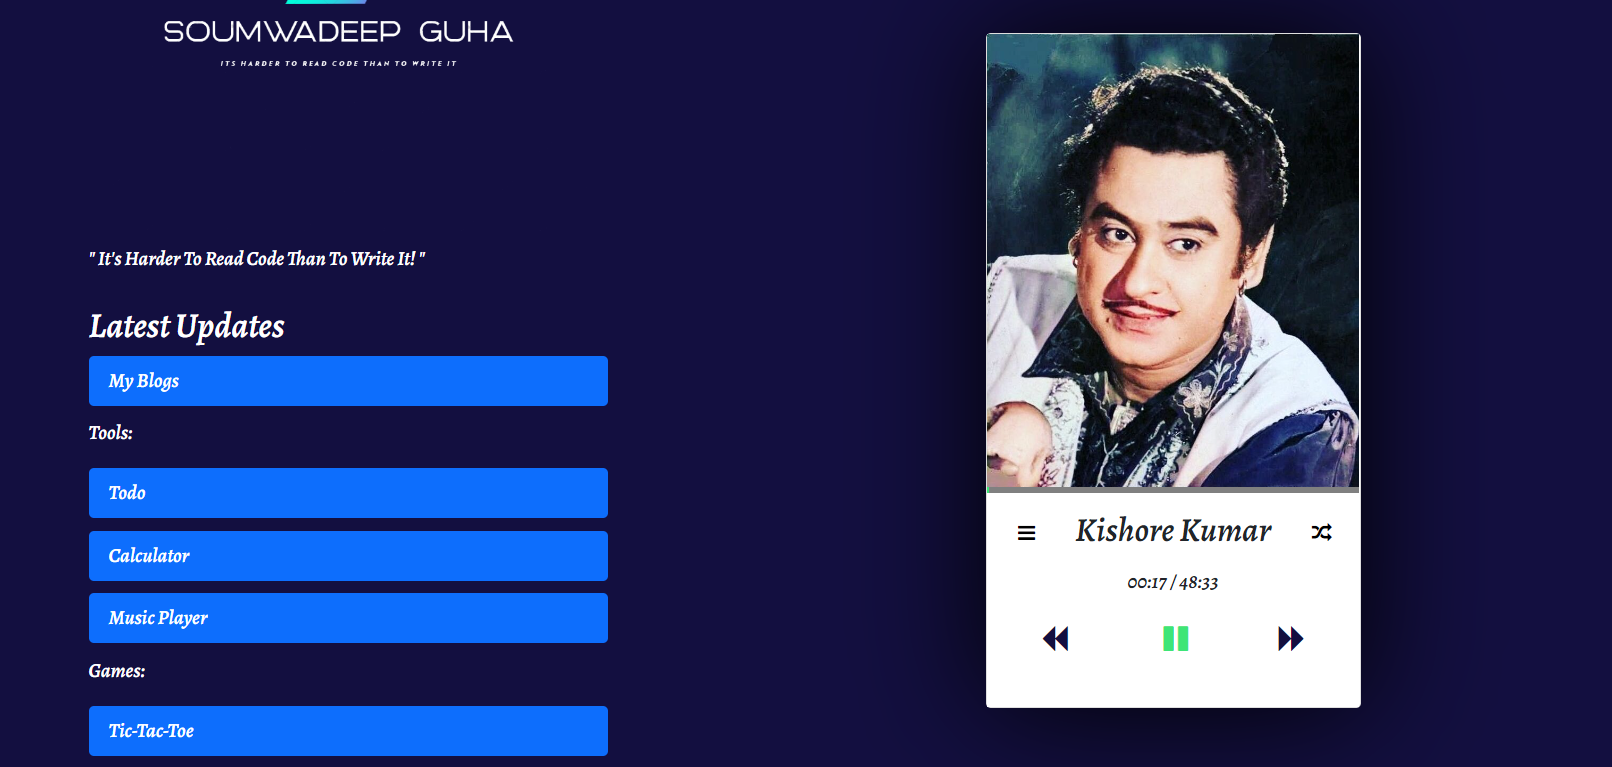 SOUMWADEEP GUHA
ITS HARDER TO READ CODE THAN TO WRITE IT
" It's Harder To Read Code Than To Write It! "
Latest Updates
My Blogs
Tools:
Todo
Calculator
Music Player
Games:
Tic-Tac-Toe
Kishore Kumar
00:17 / 48:33